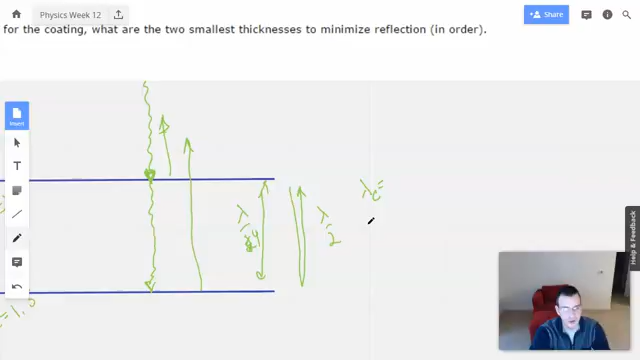 Physics Week 12
Share
for the coating, what are the two smallest thicknesses to minimize reflection (in order).
Insert
T
λc=
λ/4
λ/2
Help & Feedback